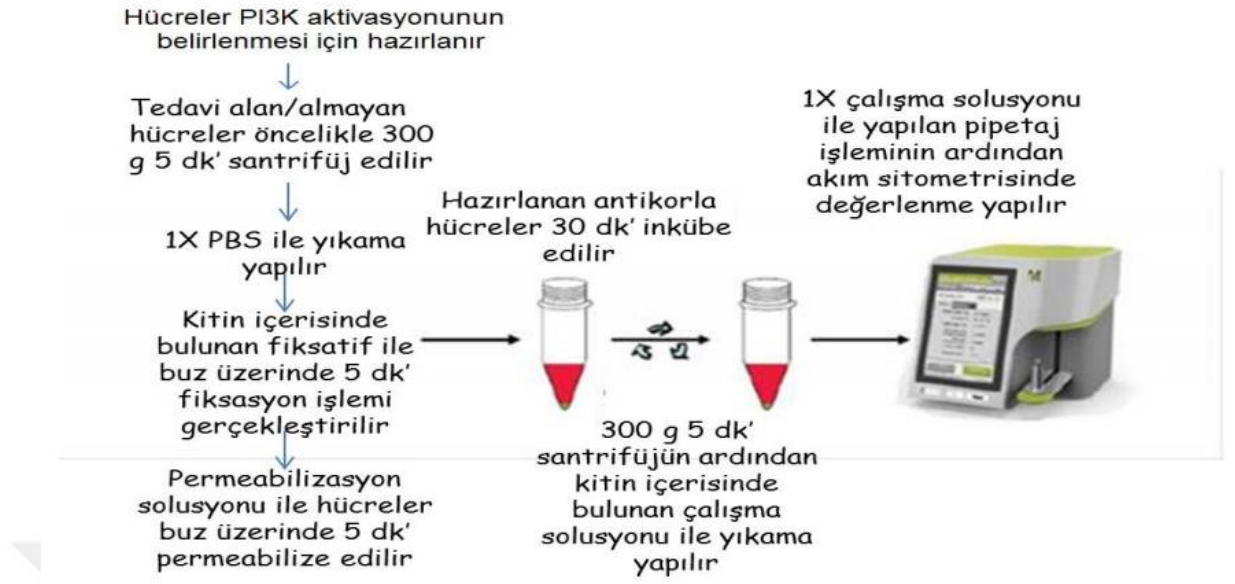 Hücreler PI3K aktivasyonunun
belirlenmesi için hazırlanır
Tedavi alan/almayan
hücreler öncelikle 300
g 5 dk' santrifüj edilir
1X PBS ile yıkama
yapılır
Kitin içerisinde
bulunan fiksatif ile
buz üzerinde 5 dk'
fiksasyon işlemi
gerçekleştirilir
Permeabilizasyon
solusyonu ile hücreler
buz üzerinde 5 dk'
permeabilize edilir
Hazırlanan antikorla
hücreler 30 dk' inkübe
edilir
300 g 5 dk'
santrifüjün ardından
kitin içerisinde
bulunan çalışma
solusyonu ile yıkama
yapılır
1X çalışma solusyonu
ile yapılan pipetaj
işleminin ardından
akım sitometrisinde
değerlenme yapılır